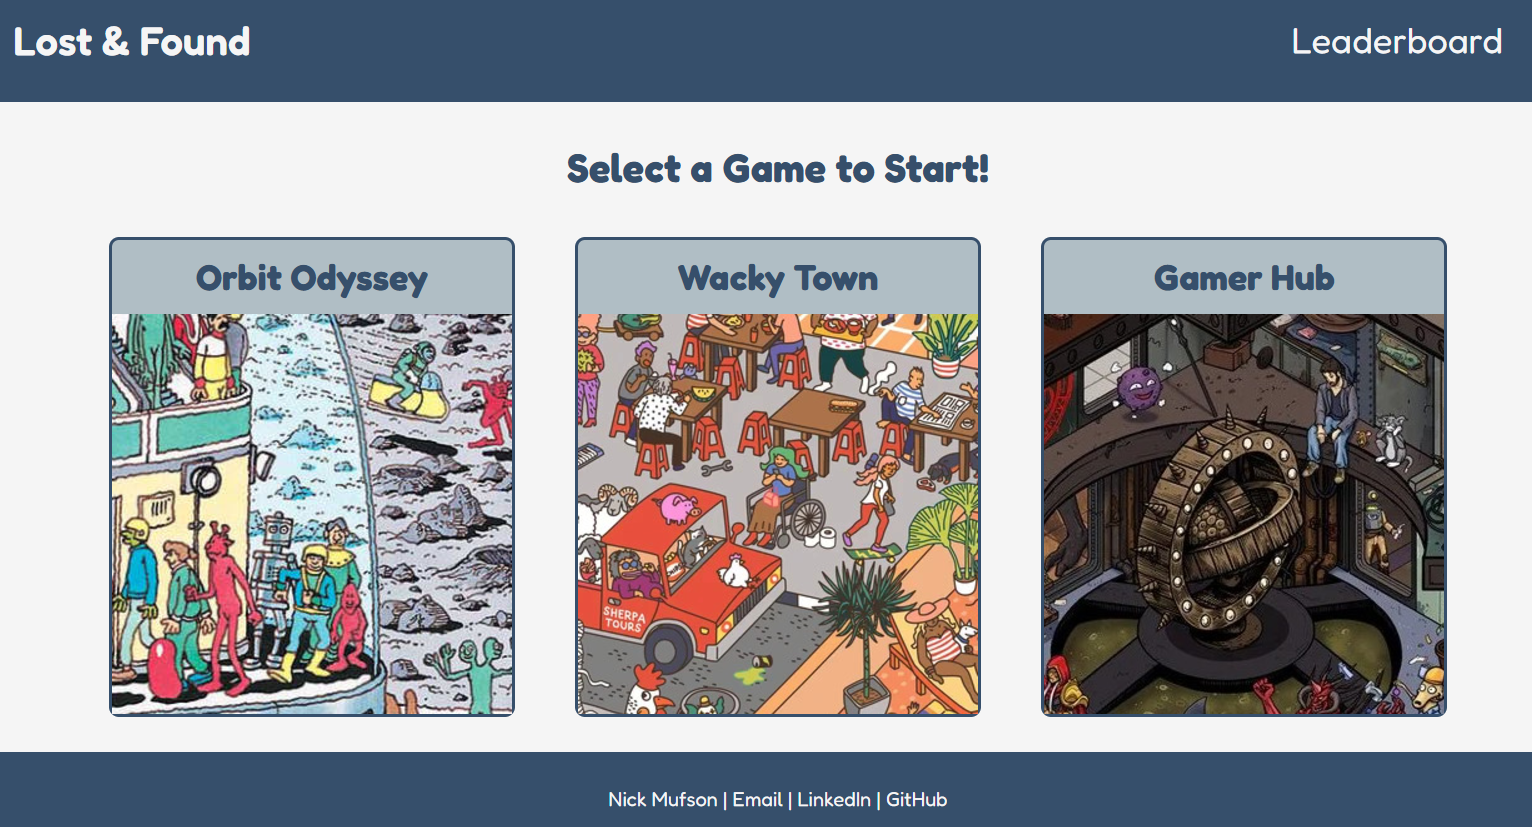 Lost & Found
Leaderboard
Select a Game to Start!
Orbit Odyssey
Wacky Town
Gamer Hub
SHERPA
TOURS
Nick Mufson | Email | LinkedIn | GitHub